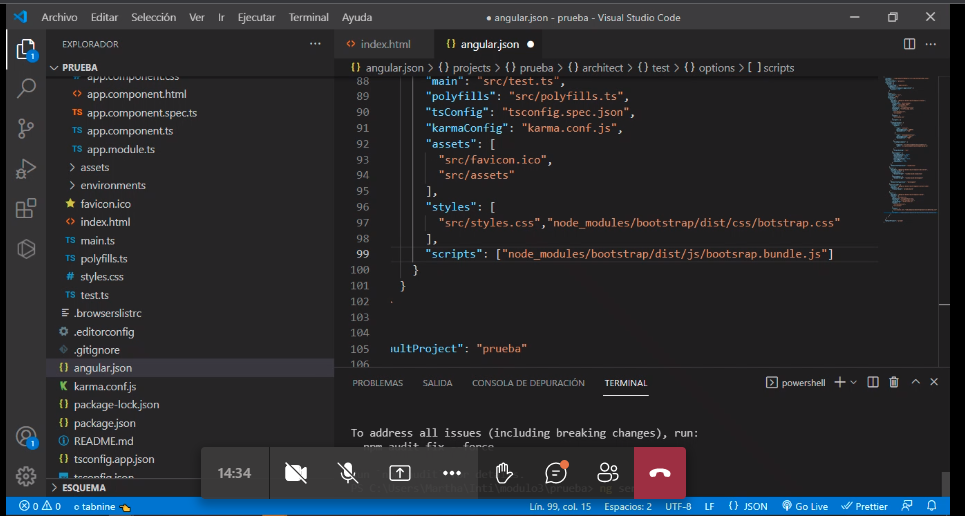 Archivo Editar Selección Ver Ir Ejecutar Terminal Ayuda
● angular.json - prueba - Visual Studio Code
EXPLORADOR ···
PRUEBA
app.component.css
app.component.html
app.component.spec.ts
app.component.ts
app.module.ts
assets
environments
favicon.ico
index.html
main.ts
polyfills.ts
styles.css
test.ts
.browserslistrc
.editorconfig
.gitignore
angular.json
karma.conf.js
package-lock.json
package.json
README.md
tsconfig.app.json
tsconfig.json
ESQUEMA
index.html
{} angular.json ●
{} angular.json > {} projects > {} prueba > {} architect > {} test > {} options > [ ] scripts
88 "main": "src/test.ts",
89 "polyfills": "src/polyfills.ts",
90 "tsConfig": "tsconfig.spec.json",
91 "karmaConfig": "karma.conf.js",
92 "assets": [
93 "src/favicon.ico",
94 "src/assets"
95 ],
96 "styles": [
97 "src/styles.css","node_modules/bootstrap/dist/css/botstrap.css"
98 ],
99 "scripts": ["node_modules/bootstrap/dist/js/bootsrap.bundle.js"]
100 }
101 }
102
103
104
105 ultProject": "prueba"
106
PROBLEMAS SALIDA CONSOLA DE DEPURACIÓN TERMINAL
powershell
To address all issues (including breaking changes), run:
npm audit fix --force
14:34
0 0 tabnine
Lín. 99, col. 15 Espacios: 2 UTF-8 LF {} JSON Go Live Prettier
1
1